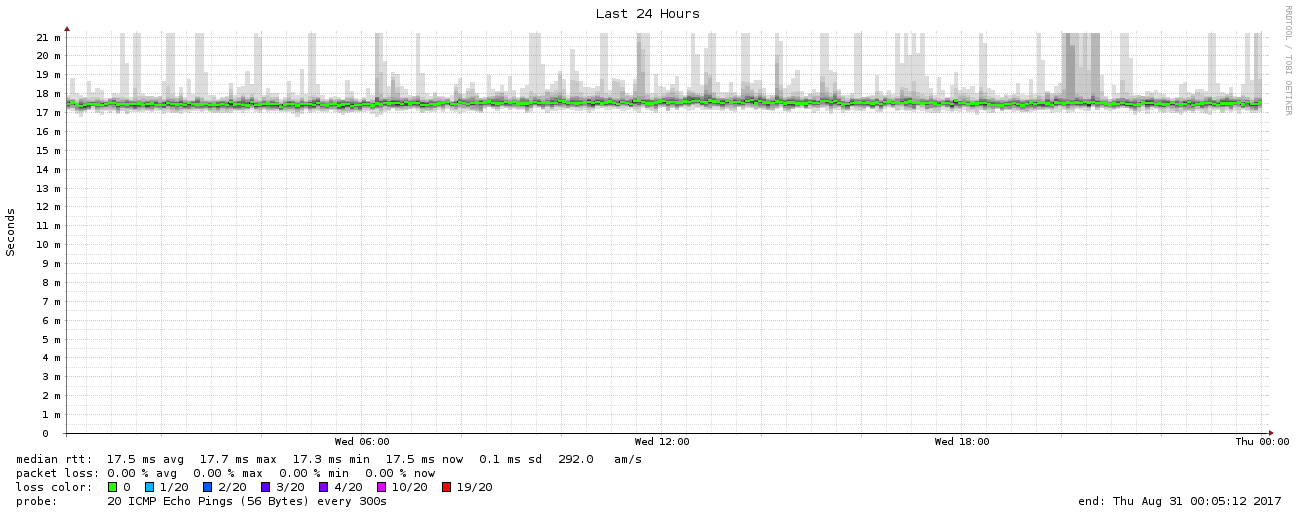 Last 24 Hours
RRDTOOL / TOBI OETIKER
Seconds
21 m
20 m
19 m
18 m
17 m
16 m
15 m
14 m
13 m
12 m
11 m
10 m
9 m
8 m
7 m
6 m
5 m
4 m
3 m
2 m
1 m
0
Wed 06:00 Wed 12:00 Wed 18:00 Thu 00:00
median rtt: 17.5 ms avg 17.7 ms max 17.3 ms min 17.5 ms now 0.1 ms sd 292.0 am/s
packet loss: 0.00 % avg 0.00 % max 0.00 % min 0.00 % now
loss color: 0 1/20 2/20 3/20 4/20 10/20 19/20
probe: 20 ICMP Echo Pings (56 Bytes) every 300s end: Thu Aug 31 00:05:12 2017